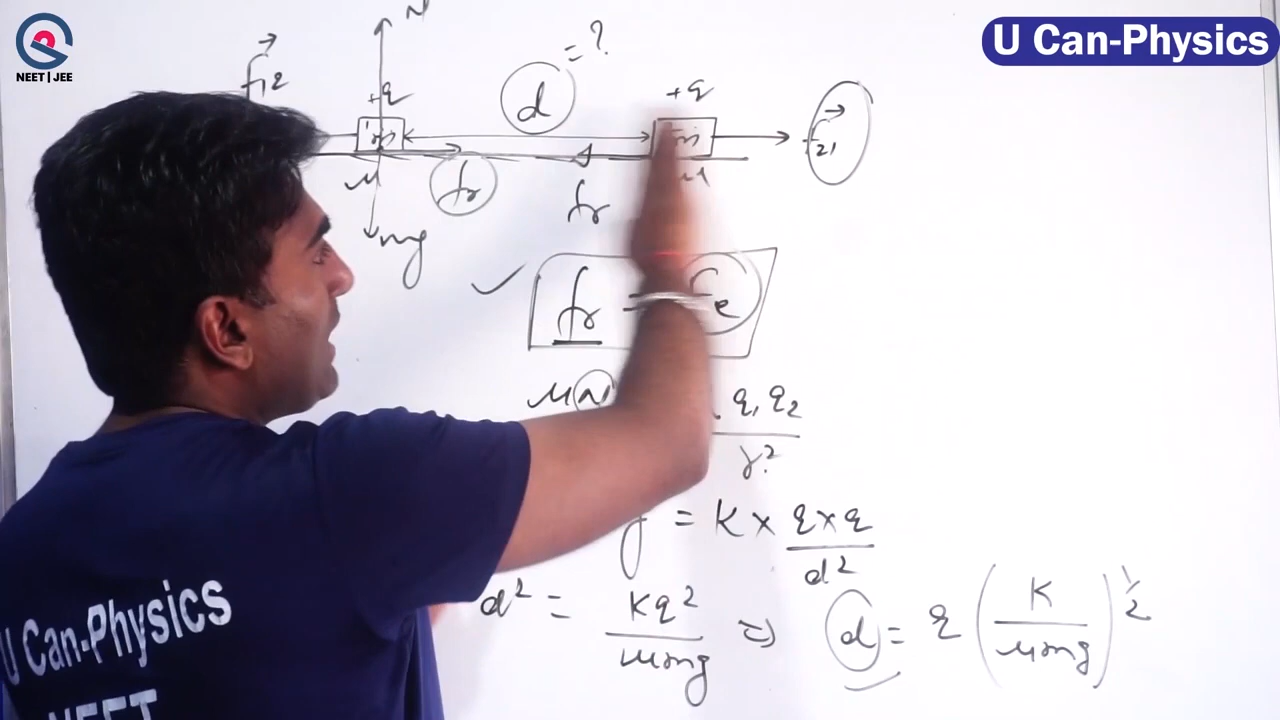 NEET | JEE
U Can-Physics
N
F₁₂
+q
d = ?
+q
F₂₁
μ
fr
fr
μ
mg
fr = Fe
μN
q₁ q₂
r²
g = K × q×q
d²
d² = Kq²
μmg
⇒ d = q ( K
μmg ) ½
U Can-Physics
NEET